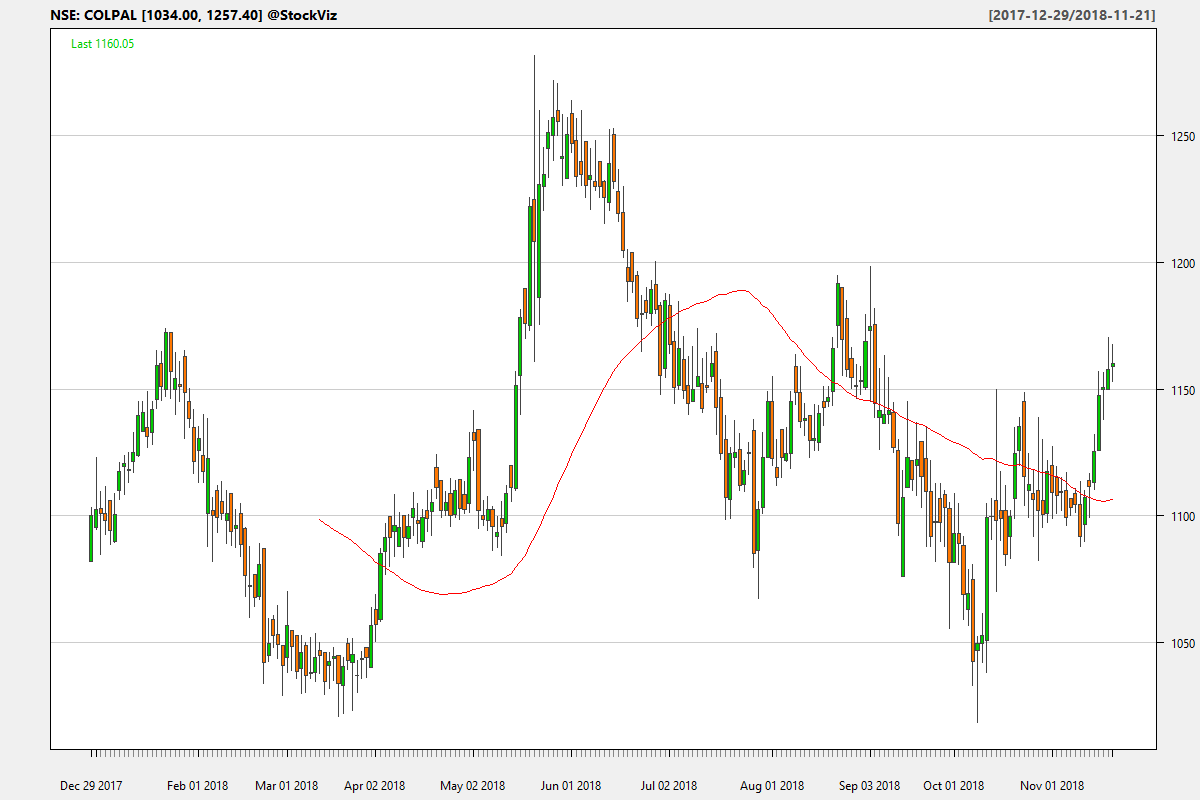 NSE: COLPAL [1034.00, 1257.40] @StockViz [2017-12-29/2018-11-21]
Last 1160.05
1250
1200
1150
1100
1050
Dec 29 2017 Feb 01 2018 Mar 01 2018 Apr 02 2018 May 02 2018 Jun 01 2018 Jul 02 2018 Aug 01 2018 Sep 03 2018 Oct 01 2018 Nov 01 2018